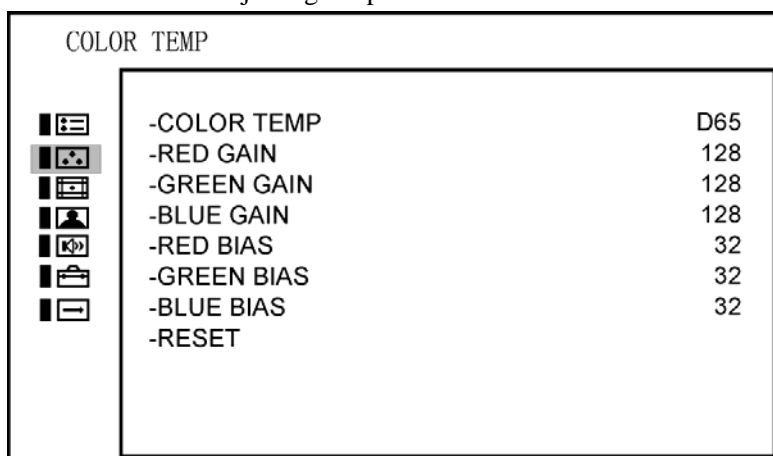 COLOR TEMP
-COLOR TEMP D65
-RED GAIN 128
-GREEN GAIN 128
-BLUE GAIN 128
-RED BIAS 32
-GREEN BIAS 32
-BLUE BIAS 32
-RESET